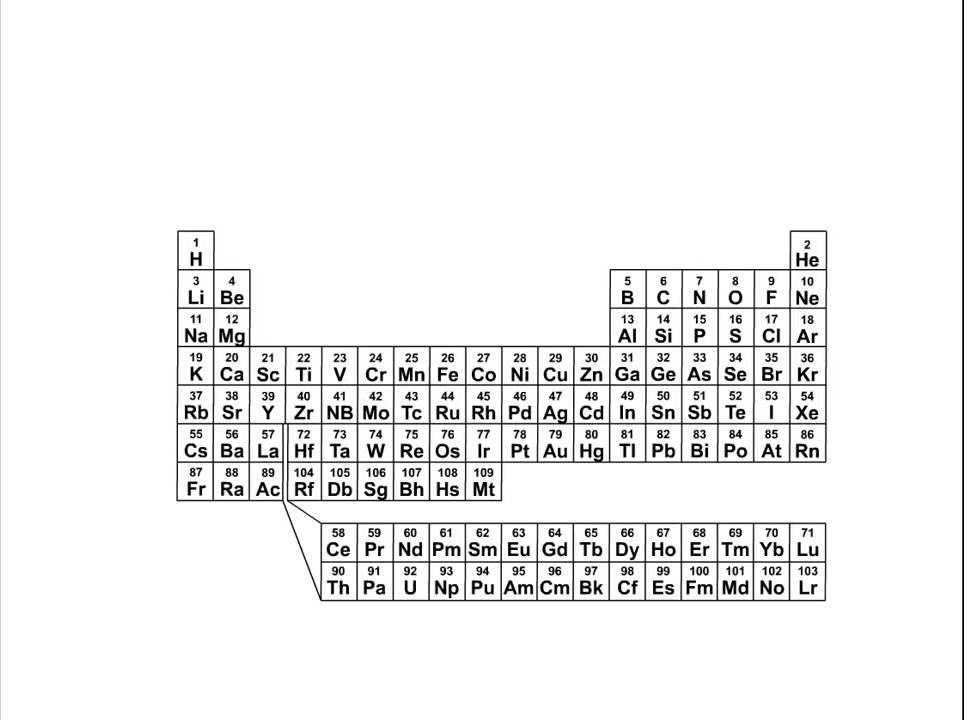 1 2
H He
3 4 5 6 7 8 9 10
Li Be B C N O F Ne
11 12 13 14 15 16 17 18
Na Mg Al Si P S Cl Ar
19 20 21 22 23 24 25 26 27 28 29 30 31 32 33 34 35 36
K Ca Sc Ti V Cr Mn Fe Co Ni Cu Zn Ga Ge As Se Br Kr
37 38 39 40 41 42 43 44 45 46 47 48 49 50 51 52 53 54
Rb Sr Y Zr NB Mo Tc Ru Rh Pd Ag Cd In Sn Sb Te I Xe
55 56 57 72 73 74 75 76 77 78 79 80 81 82 83 84 85 86
Cs Ba La Hf Ta W Re Os Ir Pt Au Hg Tl Pb Bi Po At Rn
87 88 89 104 105 106 107 108 109
Fr Ra Ac Rf Db Sg Bh Hs Mt
58 59 60 61 62 63 64 65 66 67 68 69 70 71
Ce Pr Nd Pm Sm Eu Gd Tb Dy Ho Er Tm Yb Lu
90 91 92 93 94 95 96 97 98 99 100 101 102 103
Th Pa U Np Pu Am Cm Bk Cf Es Fm Md No Lr